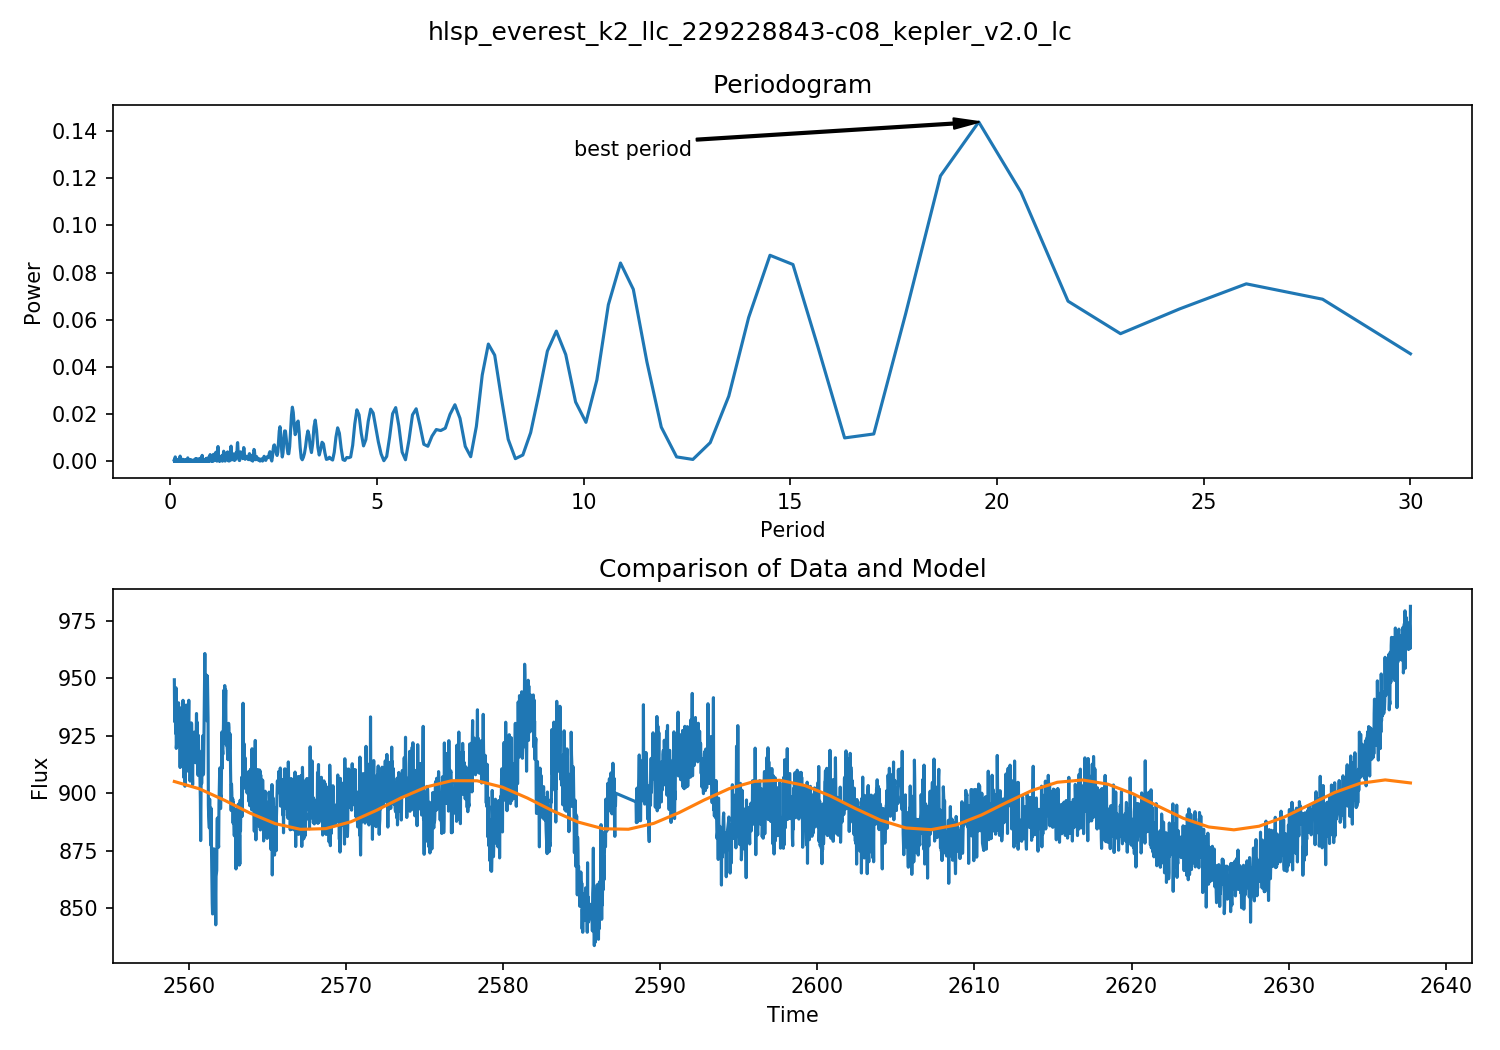 hlsp_everest_k2_llc_229228843-c08_kepler_v2.0_lc
Periodogram
0.14
0.12
0.10
0.08
0.06
0.04
0.02
0.00
Power
best period
0 5 10 15 20 25 30
Period
Comparison of Data and Model
975
950
925
900
875
850
Flux
2560 2570 2580 2590 2600 2610 2620 2630 2640
Time